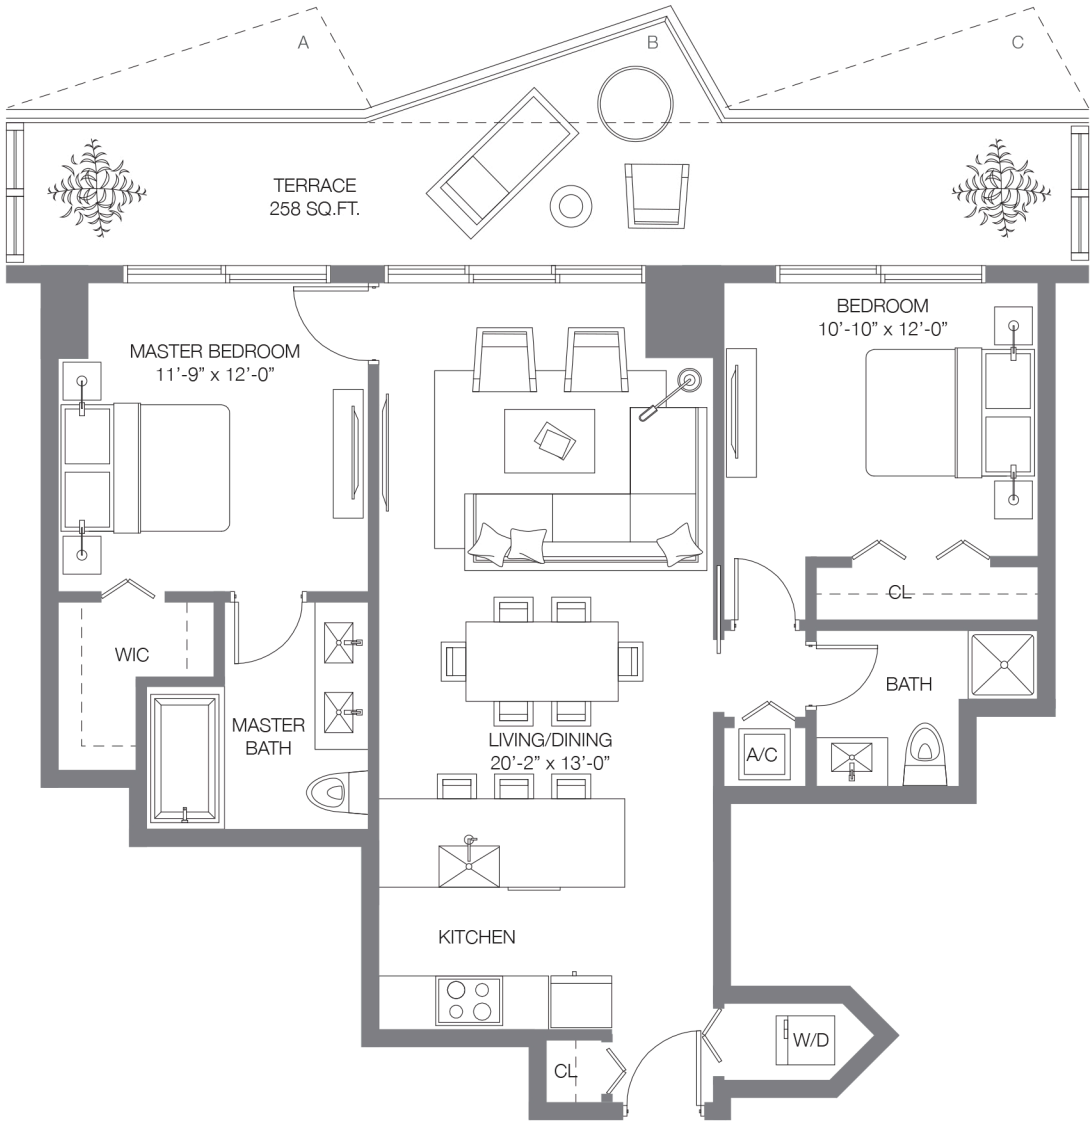 A
B
C
TERRACE
258 SQ.FT.
BEDROOM
10’-10” x 12’-0”
MASTER BEDROOM
11’-9” x 12’-0”
CL
WIC
BATH
MASTER
BATH
LIVING/DINING
20’-2” x 13’-0”
A/C
KITCHEN
W/D
CL